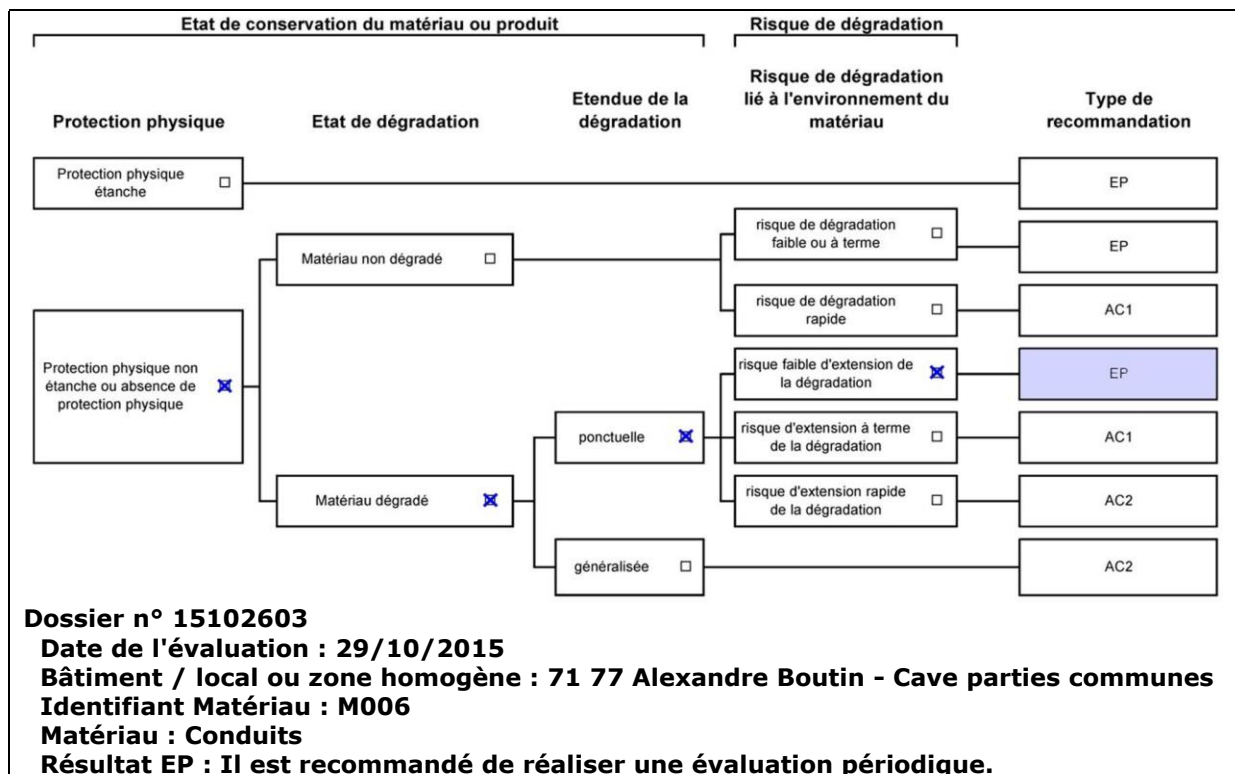 Etat de conservation du matériau ou produit
Risque de dégradation
Protection physique
Etat de dégradation
Etendue de la
dégradation
Risque de dégradation
lié à l'environnement du
matériau
Type de
recommandation
Protection physique
étanche
EP
Matériau non dégradé
risque de dégradation
faible ou à terme
EP
risque de dégradation
rapide
AC1
Protection physique non
étanche ou absence de
protection physique
risque faible d'extension de
la dégradation
EP
ponctuelle
risque d'extension à terme
de la dégradation
AC1
Matériau dégradé
risque d'extension rapide
de la dégradation
AC2
généralisée
AC2
Dossier n° 15102603
Date de l'évaluation : 29/10/2015
Bâtiment / local ou zone homogène : 71 77 Alexandre Boutin - Cave parties communes
Identifiant Matériau : M006
Matériau : Conduits
Résultat EP : Il est recommandé de réaliser une évaluation périodique.